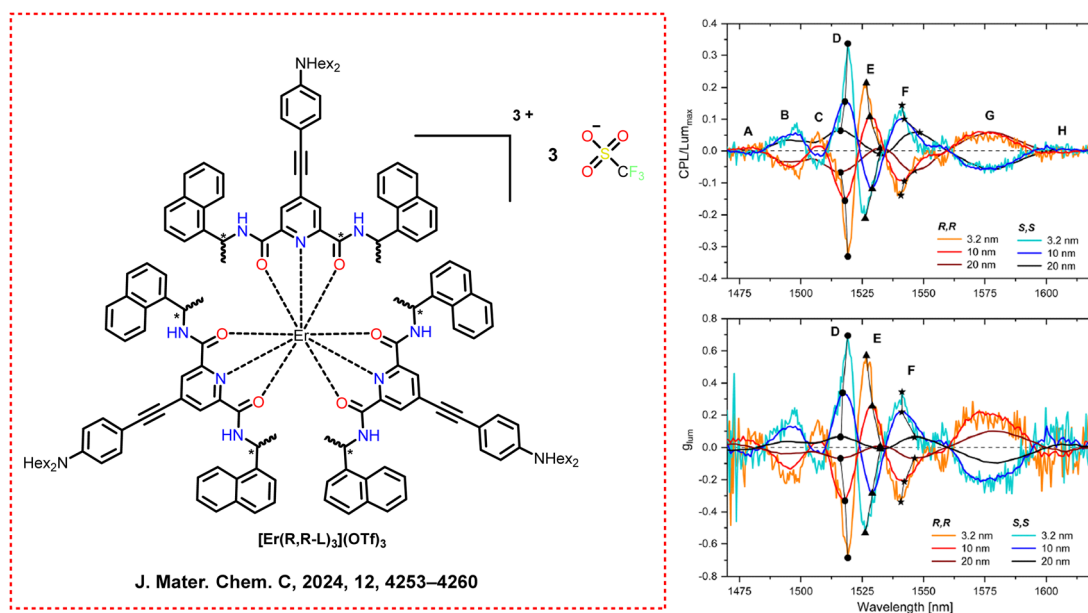 NHex2
3 +
3
−
O
O
S
O
CF3
H
N
*
O
N
O
*
N
H
*
HN
O
N
O
NH
*
Er
O
NH
*
N
O
NH
*
NHex2
NHex2
[Er(R,R-L)3](OTf)3
J. Mater. Chem. C, 2024, 12, 4253–4260
CPL/Lummax
0.4
0.3
0.2
0.1
0.0
-0.1
-0.2
-0.3
-0.4
A
B
C
D
E
F
G
H
R,R
S,S
3.2 nm
3.2 nm
10 nm
10 nm
20 nm
20 nm
1475
1500
1525
1550
1575
1600
glum
0.8
0.6
0.4
0.2
0.0
-0.2
-0.4
-0.6
-0.8
D
E
F
R,R
S,S
3.2 nm
3.2 nm
10 nm
10 nm
20 nm
20 nm
1475
1500
1525
1550
1575
1600
Wavelength [nm]